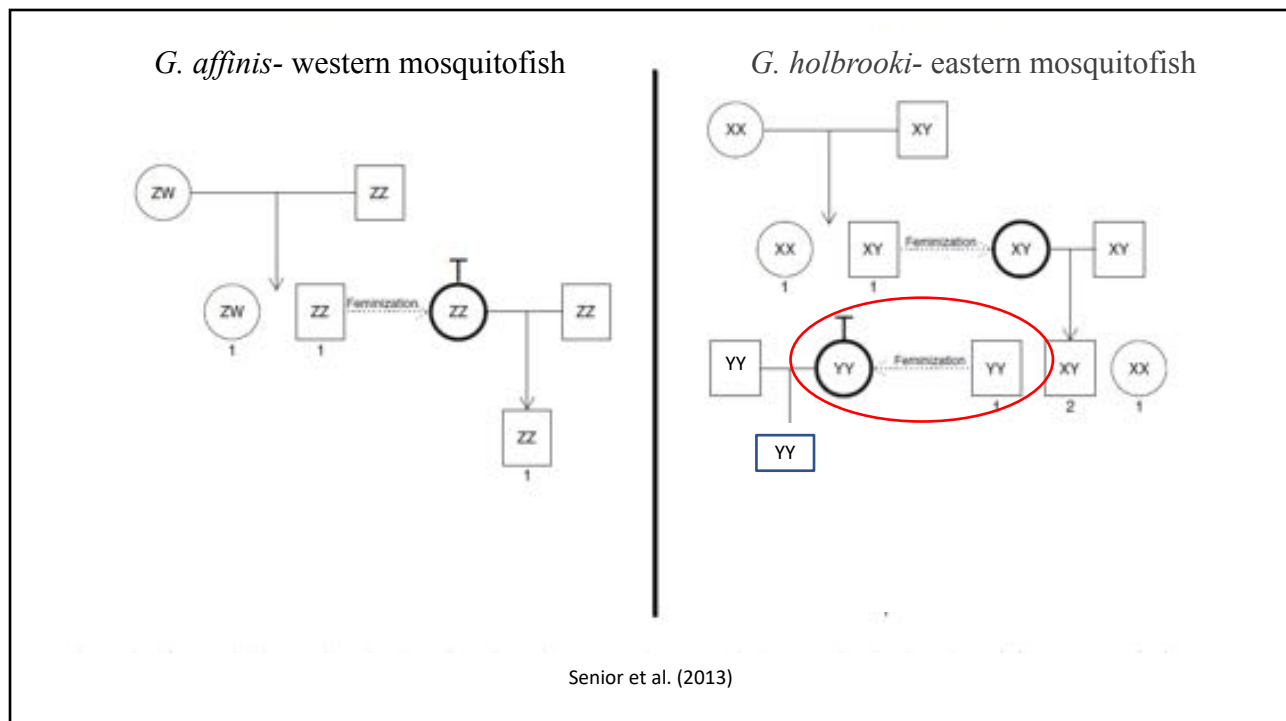 G. affinis- western mosquitofish
ZW
ZZ
ZW
1
ZZ
1
Feminization
ZZ
ZZ
ZZ
1
G. holbrooki- eastern mosquitofish
XX
XY
XX
1
XY
1
Feminization
XY
XY
YY
YY
Feminization
YY
1
XY
2
XX
1
YY
Senior et al. (2013)